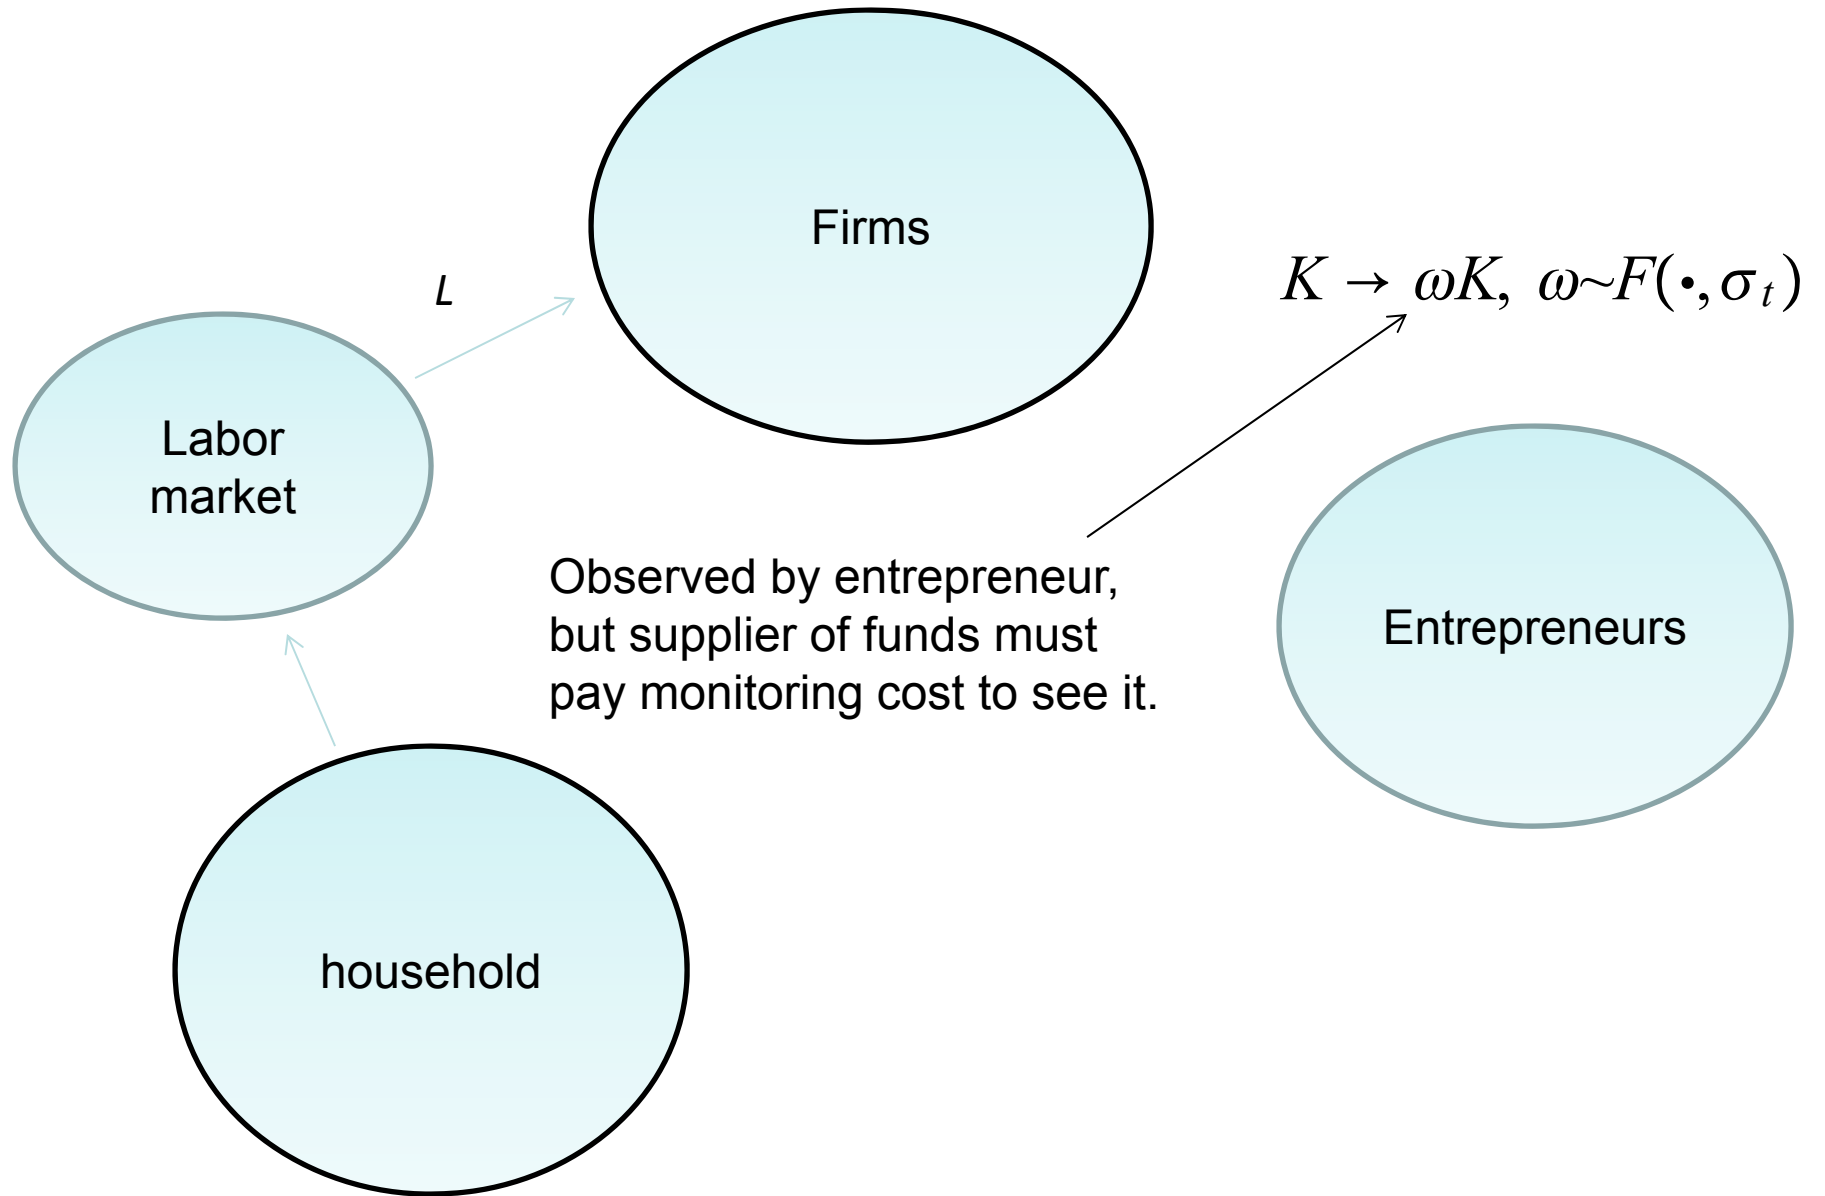 Firms
K → ωK, ω~F(•,σₜ)
L
Labor
market
Observed by entrepreneur,
but supplier of funds must
pay monitoring cost to see it.
Entrepreneurs
household